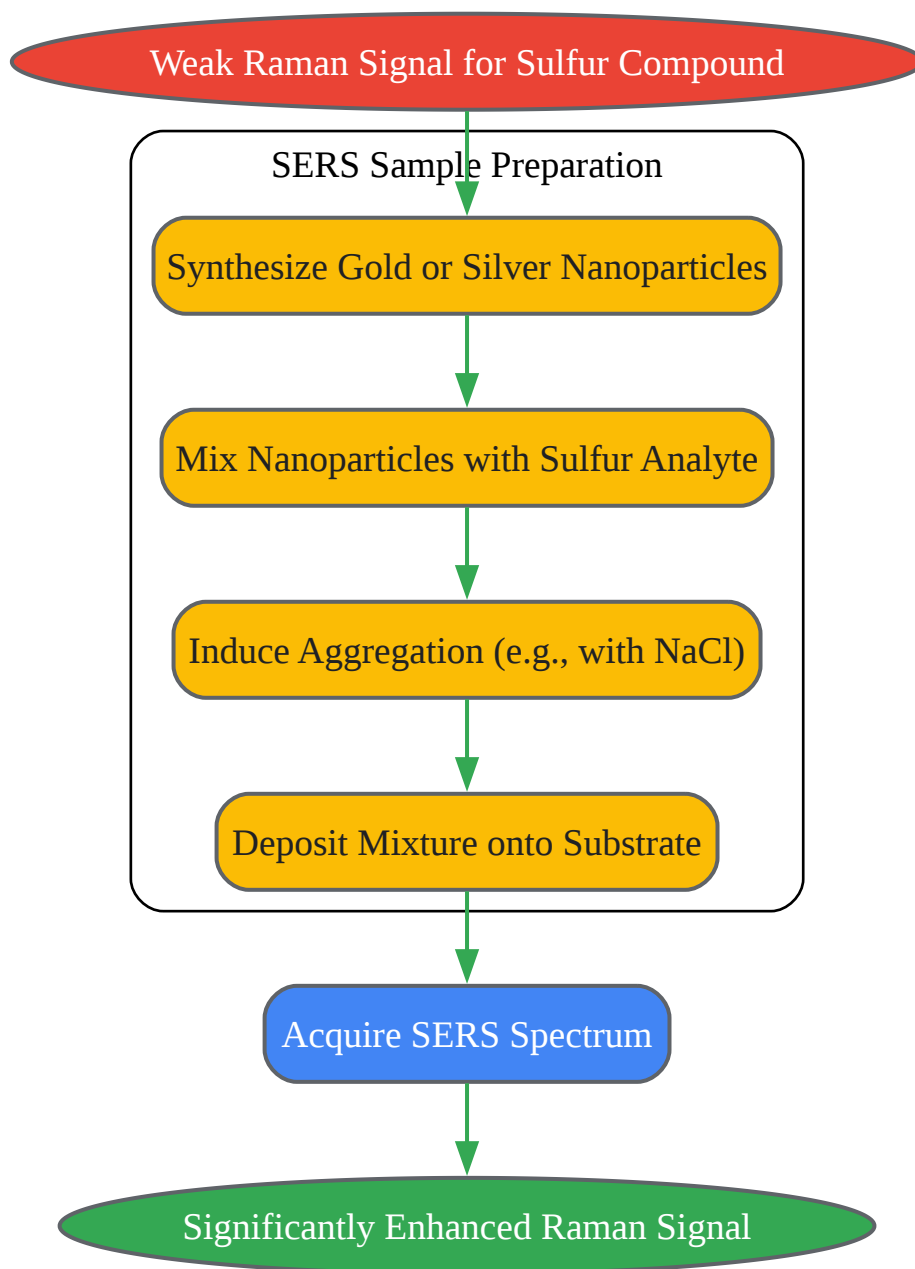 Weak Raman Signal for Sulfur Compound
SERS Sample Preparation
Synthesize Gold or Silver Nanoparticles
Mix Nanoparticles with Sulfur Analyte
Induce Aggregation (e.g., with NaCl)
Deposit Mixture onto Substrate
Acquire SERS Spectrum
Significantly Enhanced Raman Signal